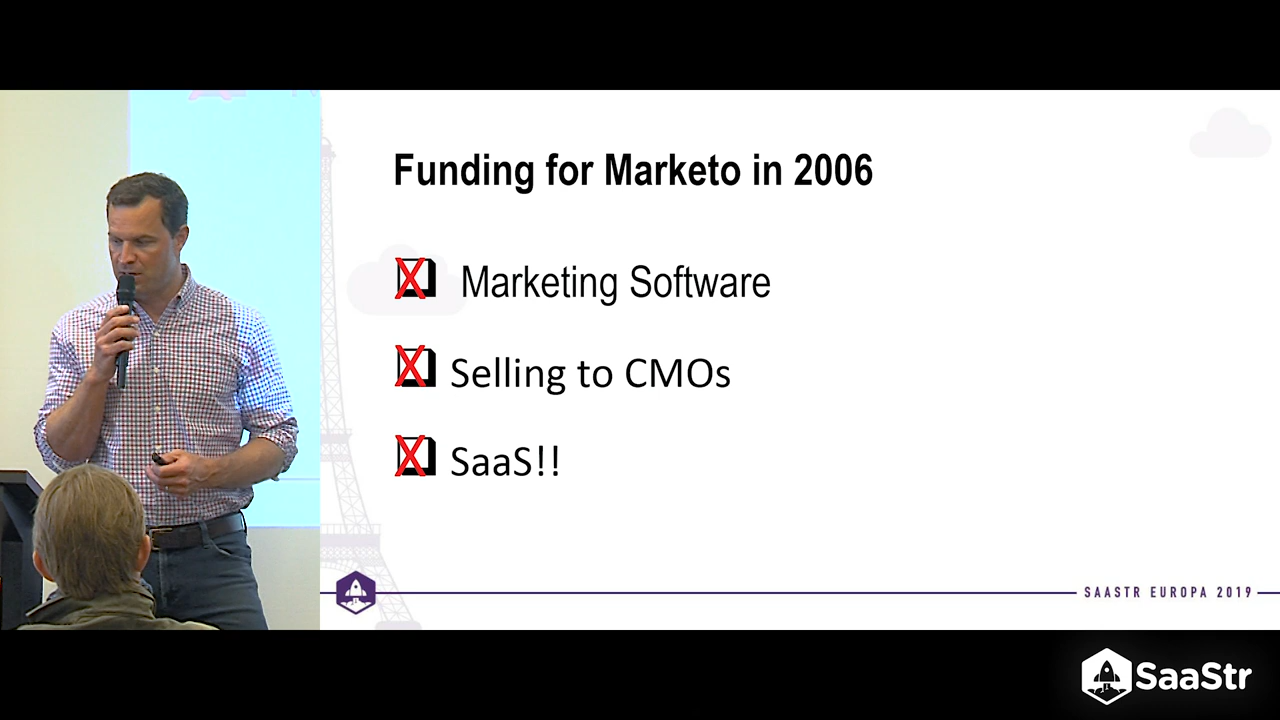 Funding for Marketo in 2006
Marketing Software
Selling to CMOs
SaaS!!
SAASTR EUROPA 2019
SaaStr